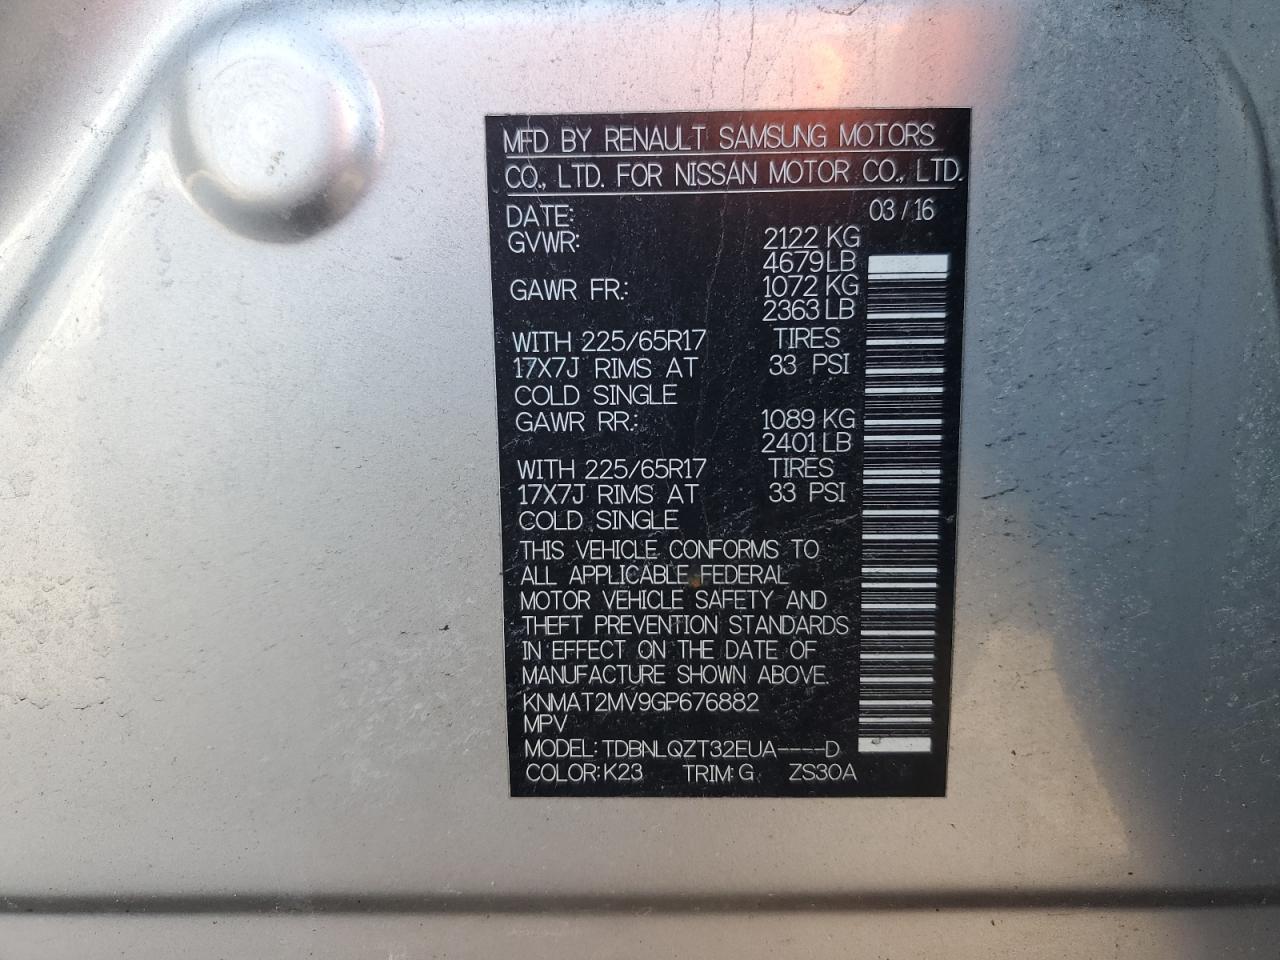 MFD BY RENAULT SAMSUNG MOTORS
CO., LTD. FOR NISSAN MOTOR CO., LTD.
DATE: 03/16
GVWR: 2122 KG
4679 LB
GAWR FR.: 1072 KG
2363 LB
WITH 225/65R17 TIRES
17X7J RIMS AT 33 PSI
COLD SINGLE
GAWR RR.: 1089 KG
2401 LB
WITH 225/65R17 TIRES
17X7J RIMS AT 33 PSI
COLD SINGLE
THIS VEHICLE CONFORMS TO
ALL APPLICABLE FEDERAL
MOTOR VEHICLE SAFETY AND
THEFT PREVENTION STANDARDS
IN EFFECT ON THE DATE OF
MANUFACTURE SHOWN ABOVE.
KNMAT2MV9GP676882
MPV
MODEL: TDBNLQZT32EUA----D
COLOR: K23 TRIM: G ZS30A